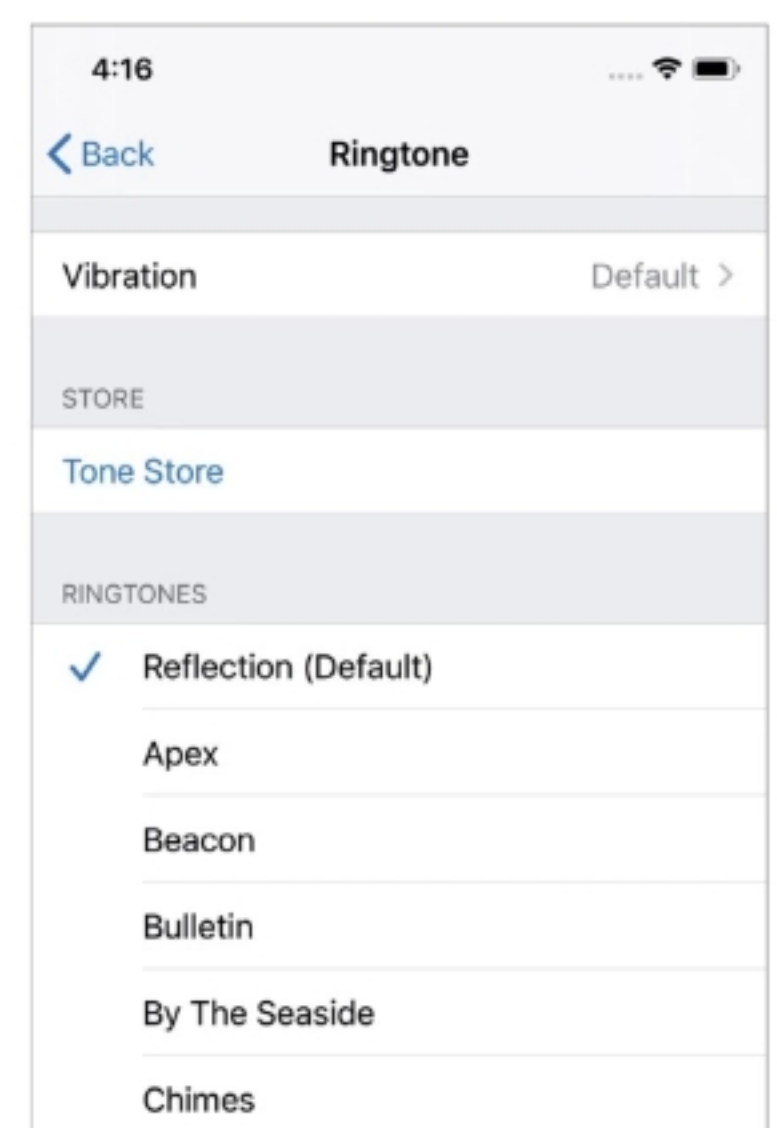 4:16
Back
Ringtone
Vibration
Default
STORE
Tone Store
RINGTONES
Reflection (Default)
Apex
Beacon
Bulletin
By The Seaside
Chimes